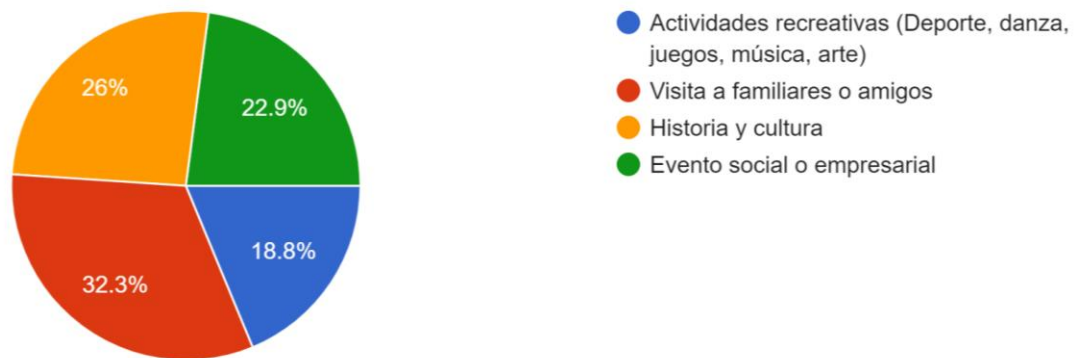 26%
22.9%
32.3%
18.8%
Actividades recreativas (Deporte, danza,
juegos, música, arte)
Visita a familiares o amigos
Historia y cultura
Evento social o empresarial